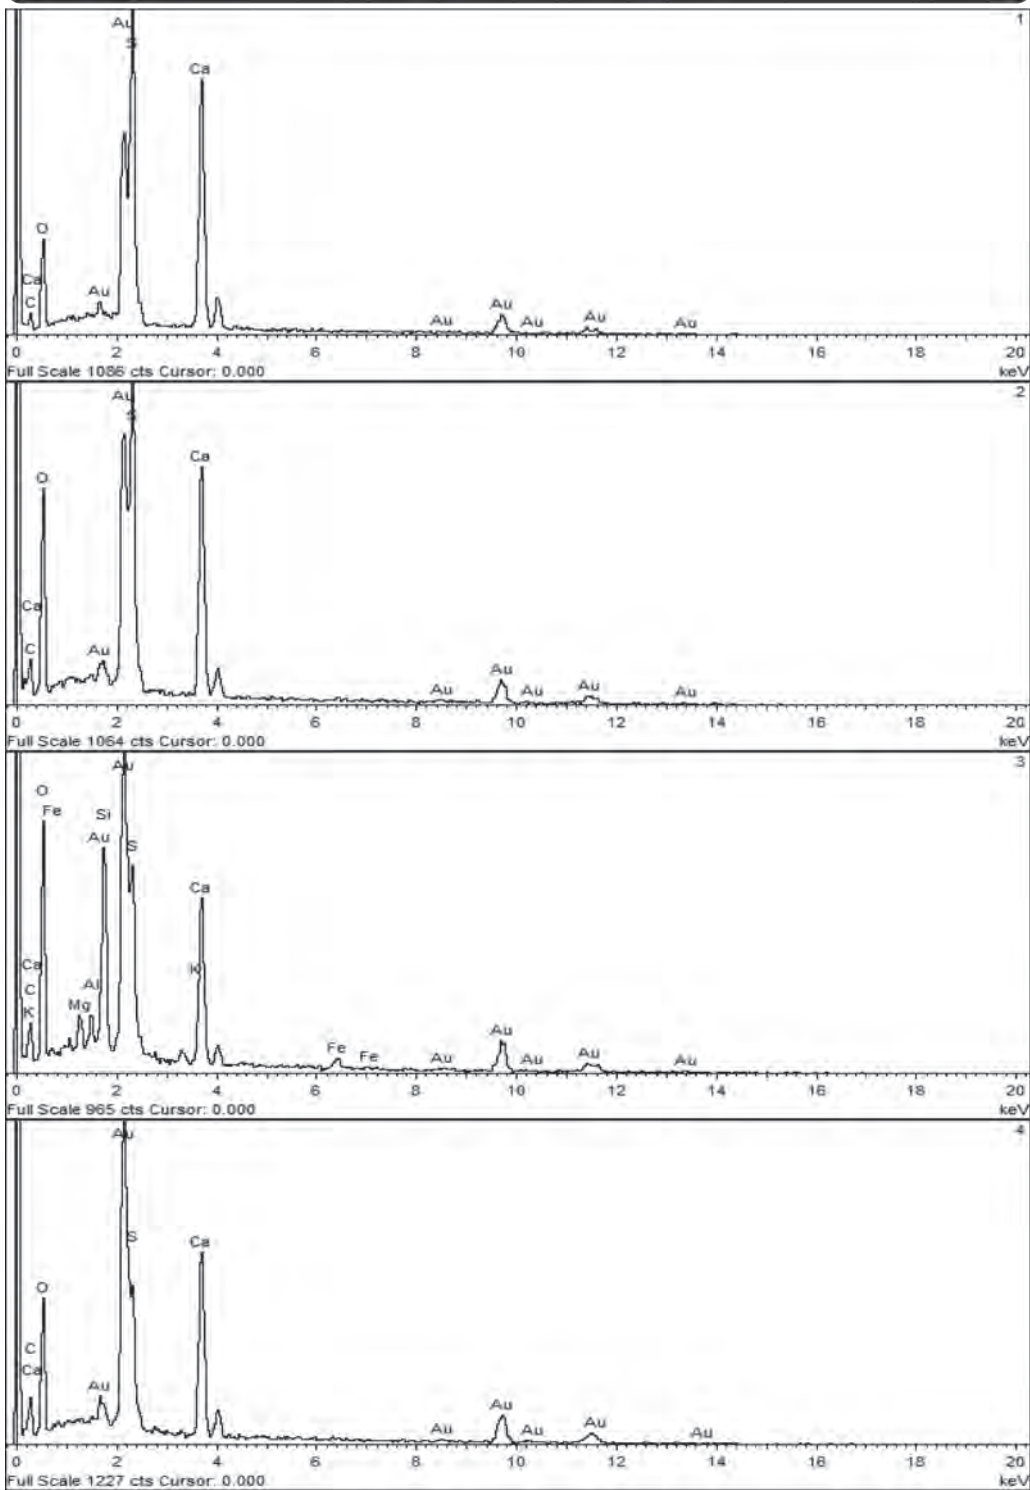 1
Au
S
Ca
O
Ca
C
Au
Au
Au
Au
Au
Au
0 2 4 6 8 10 12 14 16 18 20
Full Scale 1086 cts Cursor: 0.000 keV
2
Au
S
Ca
O
Ca
C
Au
Au
Au
Au
Au
Au
0 2 4 6 8 10 12 14 16 18 20
Full Scale 1064 cts Cursor: 0.000 keV
3
Au
O
Fe
Si
Au
S
Ca
Ca
K
C
Al
K
Mg
Au
Fe
Fe
Au
Au
Au
Au
0 2 4 6 8 10 12 14 16 18 20
Full Scale 965 cts Cursor: 0.000 keV
4
Au
S
Ca
O
C
Ca
Au
Au
Au
Au
Au
Au
0 2 4 6 8 10 12 14 16 18 20
Full Scale 1227 cts Cursor: 0.000 keV